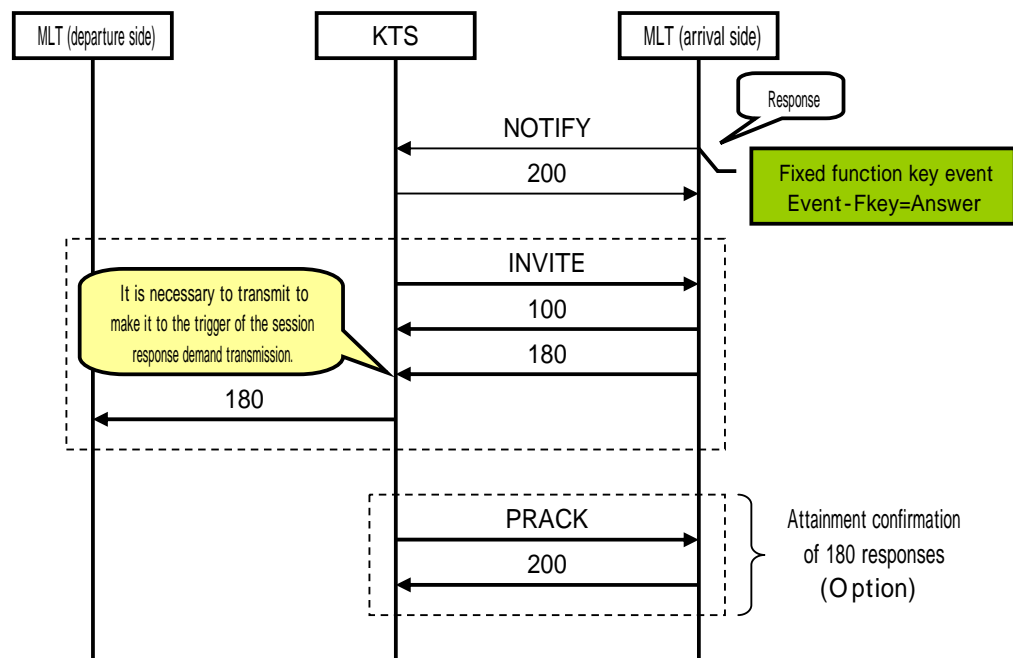 MLT (departure side)
KTS
MLT (arrival side)
Response
NOTIFY
Fixed function key event
Event-Fkey=Answer
200
INVITE
It is necessary to transmit to
make it to the trigger of the session
response demand transmission.
100
180
180
PRACK
Attainment confirmation
of 180 responses
(Option)
200